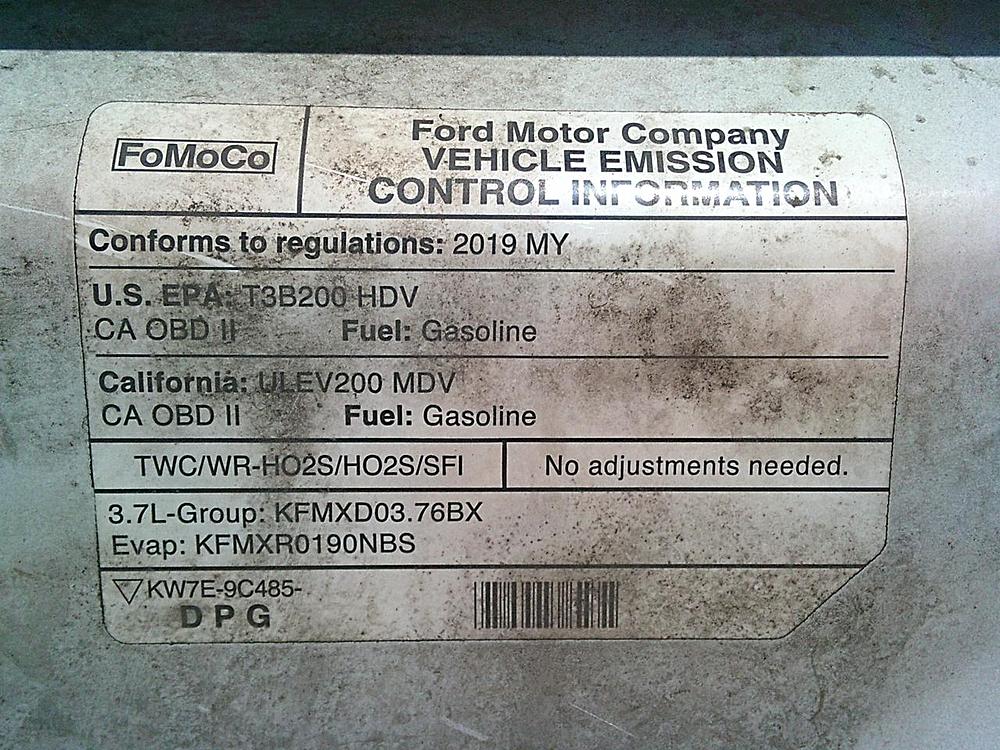 FoMoCo
Ford Motor Company
VEHICLE EMISSION
CONTROL INFORMATION
Conforms to regulations: 2019 MY
U.S. EPA: T3B200 HDV
CA OBD II Fuel: Gasoline
California: ULEV200 MDV
CA OBD II Fuel: Gasoline
TWC/WR-HO2S/HO2S/SFI
No adjustments needed.
3.7L-Group: KFMXD03.76BX
Evap: KFMXR0190NBS
KW7E-9C485-
D P G